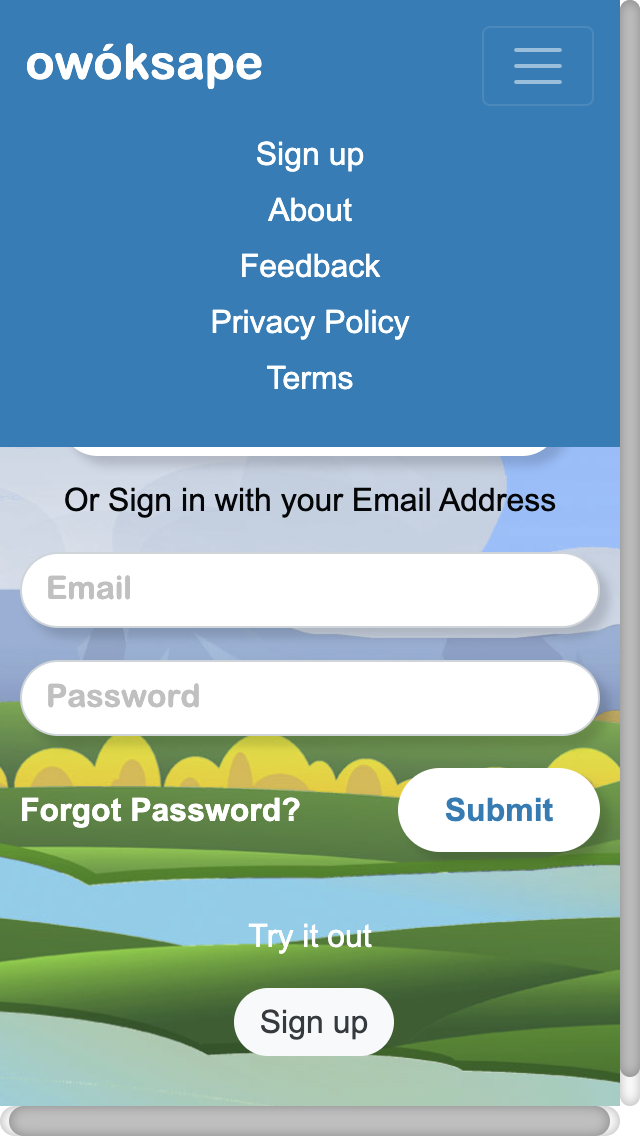 owóksape
Sign up
About
Feedback
Privacy Policy
Terms
Or Sign in with your Email Address
Email
Password
Forgot Password?
Submit
Try it out
Sign up